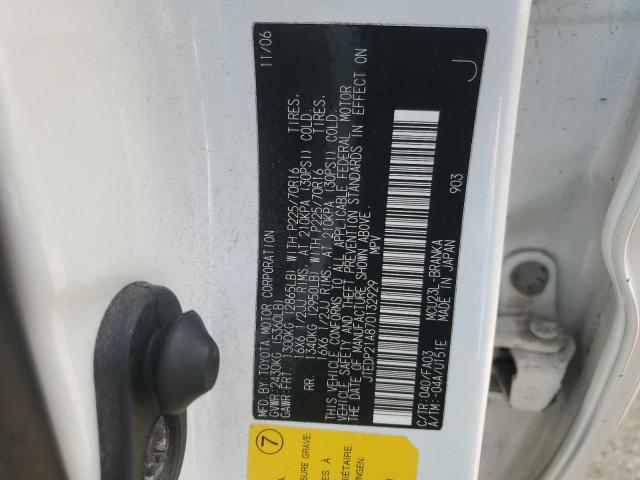 MFD.BY:TOYOTA MOTOR CORPORATION 11/06
GVWR:2430KG(5360LB)
GAWR:FRT. 1300KG (2865LB) WITH P225/70R16 TIRES,
16X6 1/2JJ RIMS, AT 210KPA (30PSI) COLD.
RR. 1340KG (2950LB) WITH P225/70R16 TIRES,
16X6 1/2JJ RIMS, AT 210KPA (30PSI) COLD.
THIS VEHICLE CONFORMS TO ALL APPLICABLE FEDERAL MOTOR
VEHICLE SAFETY AND THEFT PREVENTION STANDARDS IN EFFECT ON
THE DATE OF MANUFACTURE SHOWN ABOVE.
JTEDP21A870132929 MPV
C/TR:040/FA03 MCU23L-BRANKA
A/TM:-04A/U151E MADE IN JAPAN
903
J
7
SURE GRAVE: